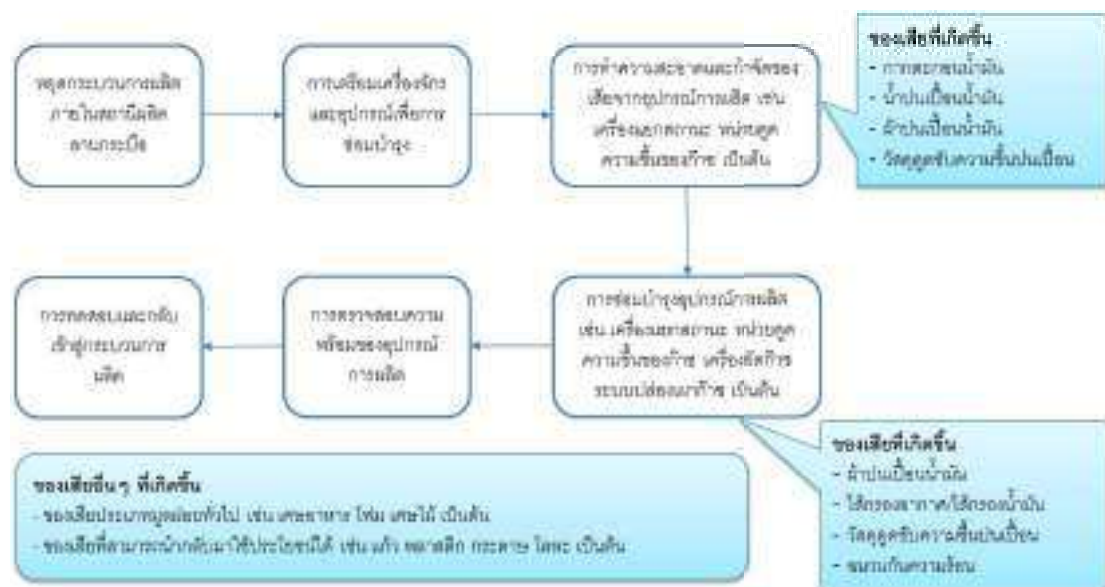 หยุดกระบวนการผลิต
ภายในสถานีผลิต
ลานกระบือ
การเตรียมเครื่องจักร
และอุปกรณ์เพื่อการ
ซ่อมบำรุง
การทำความสะอาดและกำจัดของ
เสียจากอุปกรณ์การผลิต เช่น
เครื่องแยกสถานะ หน่วยดูด
ความชื้นของก๊าซ เป็นต้น
ของเสียที่เกิดขึ้น
- กากตะกอนน้ำมัน
- น้ำปนเปื้อนน้ำมัน
- ผ้าปนเปื้อนน้ำมัน
- วัสดุดูดซับความชื้นปนเปื้อน
การทดสอบและกลับ
เข้าสู่กระบวนการ
ผลิต
การตรวจสอบความ
พร้อมของอุปกรณ์
การผลิต
การซ่อมบำรุงอุปกรณ์การผลิต
เช่น เครื่องแยกสถานะ หน่วยดูด
ความชื้นของก๊าซ เครื่องอัดก๊าซ
ระบบปล่องเผาก๊าซ เป็นต้น
ของเสียที่เกิดขึ้น
- ผ้าปนเปื้อนน้ำมัน
- ไส้กรองอากาศ/ไส้กรองน้ำมัน
- วัสดุดูดซับความชื้นปนเปื้อน
- ฉนวนกันความร้อน
ของเสียอื่นๆ ที่เกิดขึ้น
- ของเสียประเภทมูลฝอยทั่วไป เช่น เศษอาหาร โฟม เศษไม้ เป็นต้น
- ของเสียที่สามารถนำกลับมาใช้ประโยชน์ได้ เช่น แก้ว พลาสติก กระดาษ โลหะ เป็นต้น